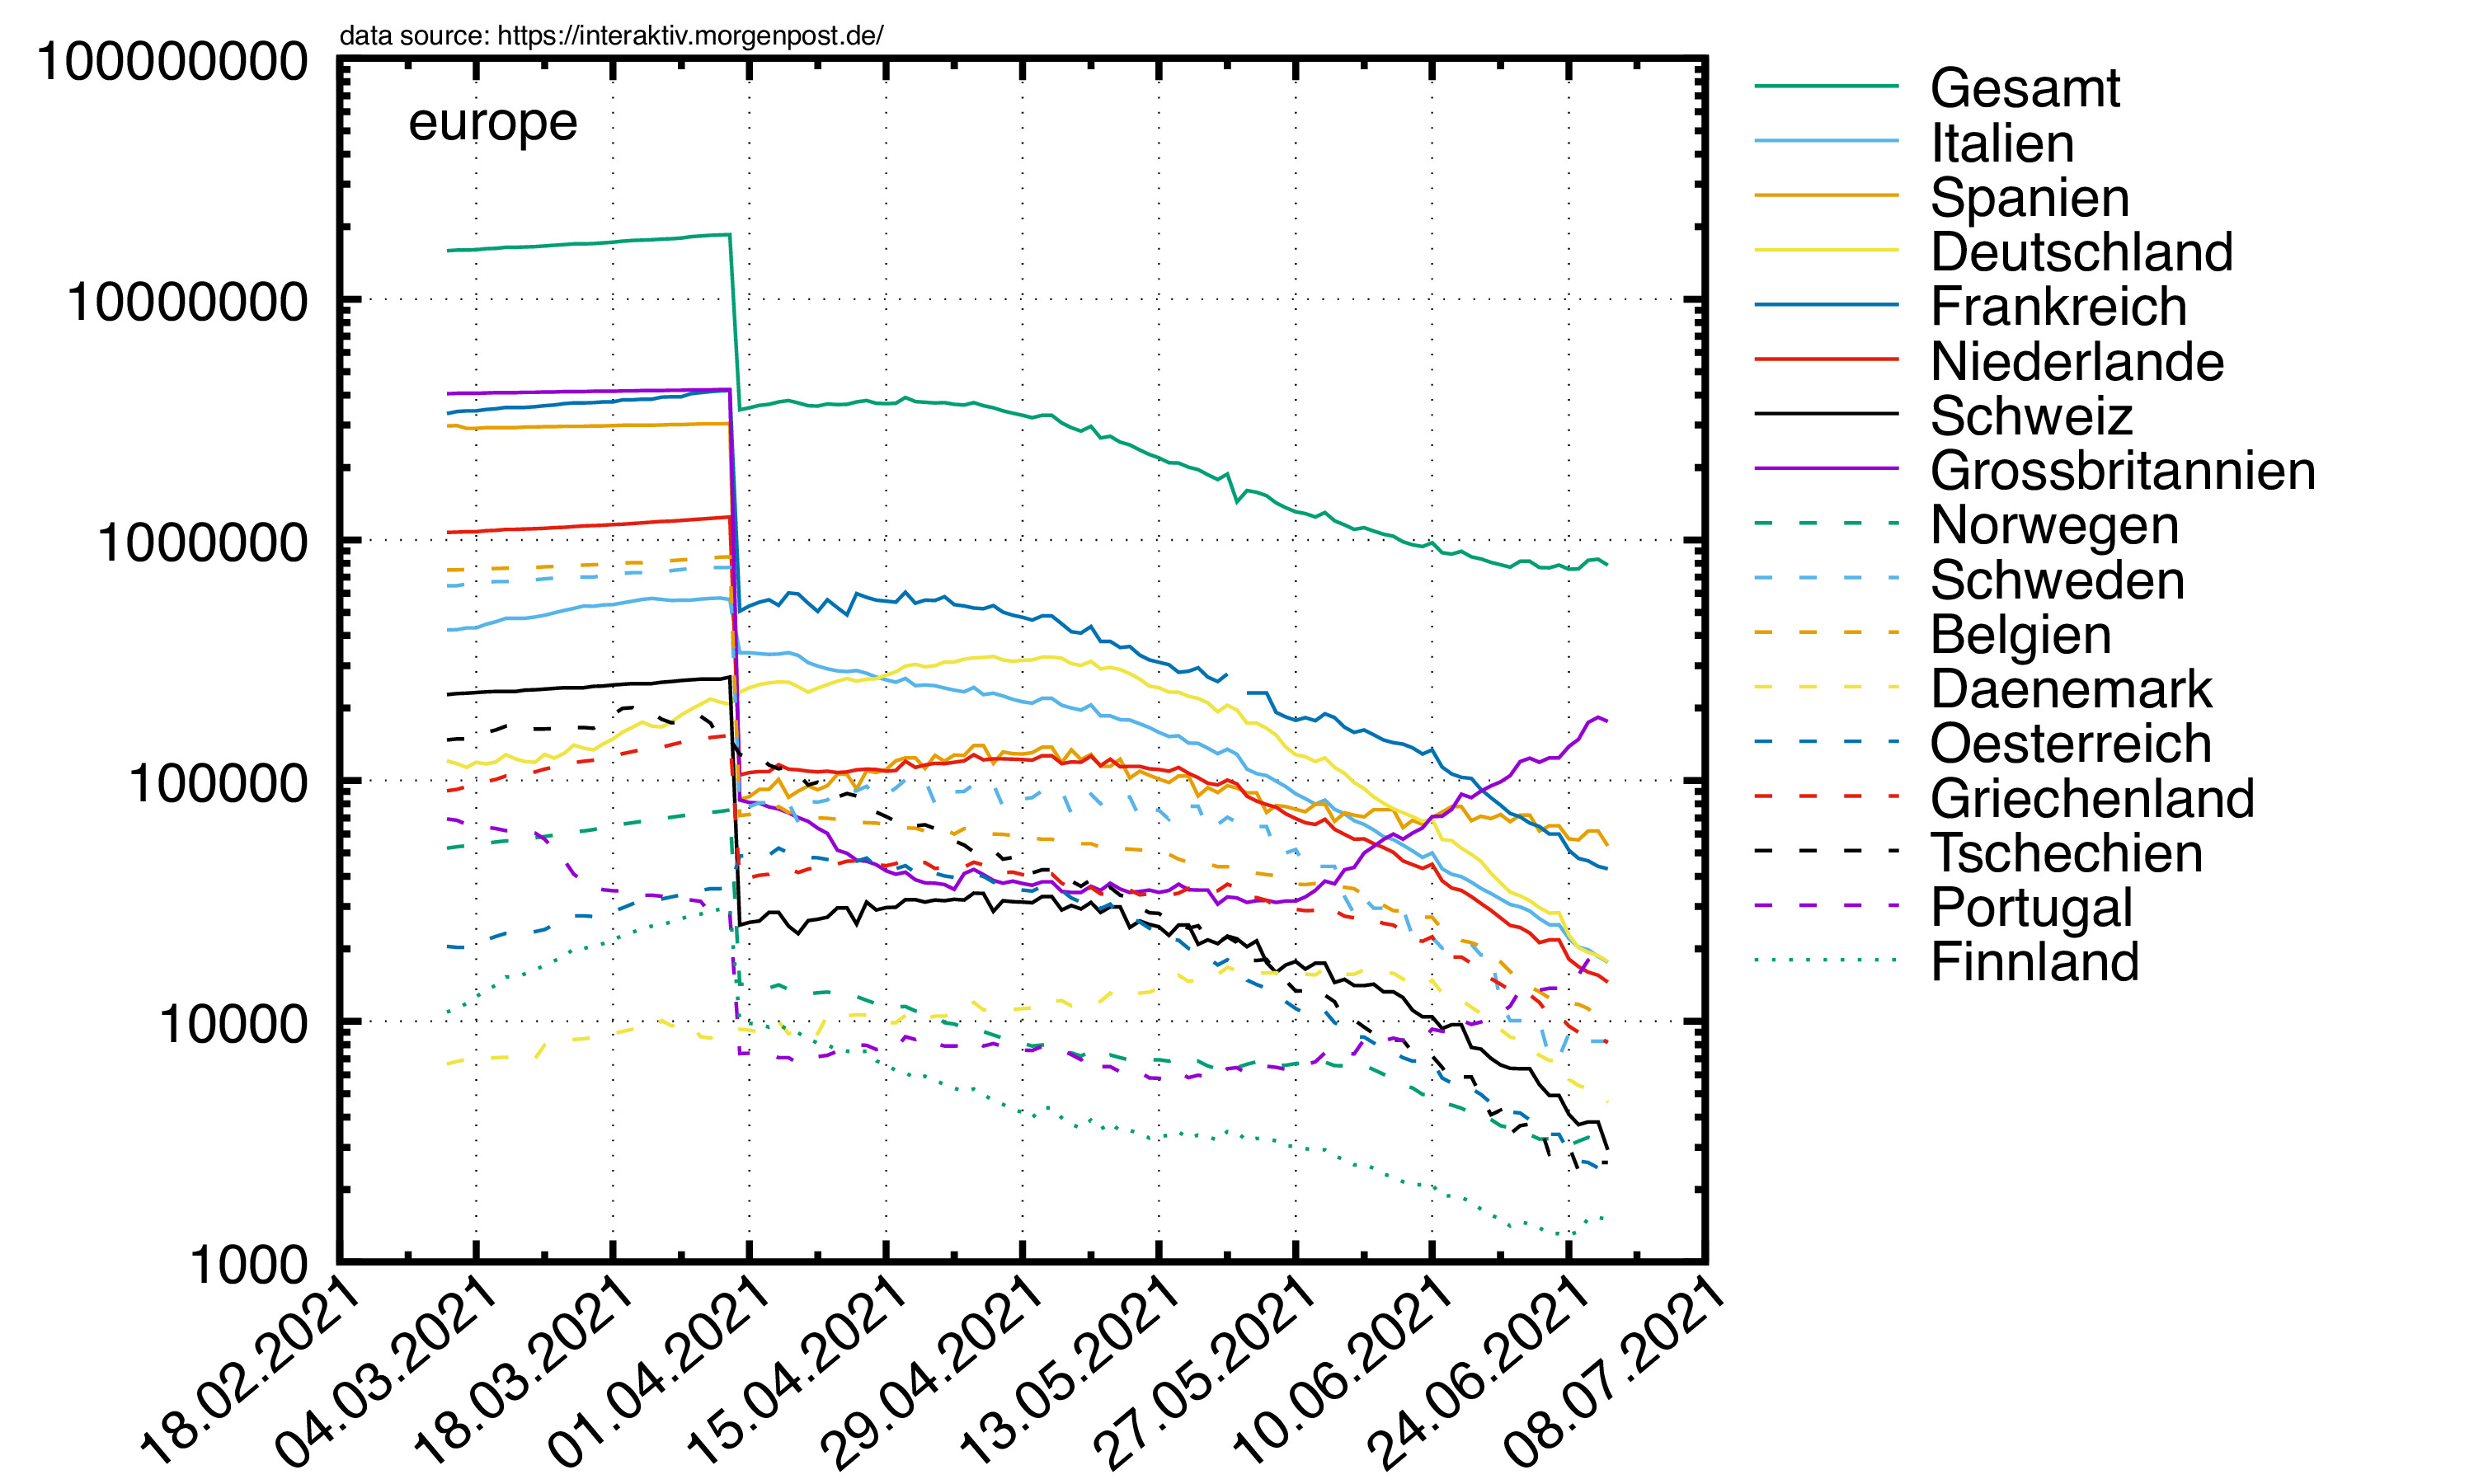 data source: https://interaktiv.morgenpost.de/
europe
100000000
10000000
1000000
100000
10000
1000
18.02.2021
04.03.2021
18.03.2021
01.04.2021
15.04.2021
29.04.2021
13.05.2021
27.05.2021
10.06.2021
24.06.2021
08.07.2021
Gesamt
Italien
Spanien
Deutschland
Frankreich
Niederlande
Schweiz
Grossbritannien
Norwegen
Schweden
Belgien
Daenemark
Oesterreich
Griechenland
Tschechien
Portugal
Finnland